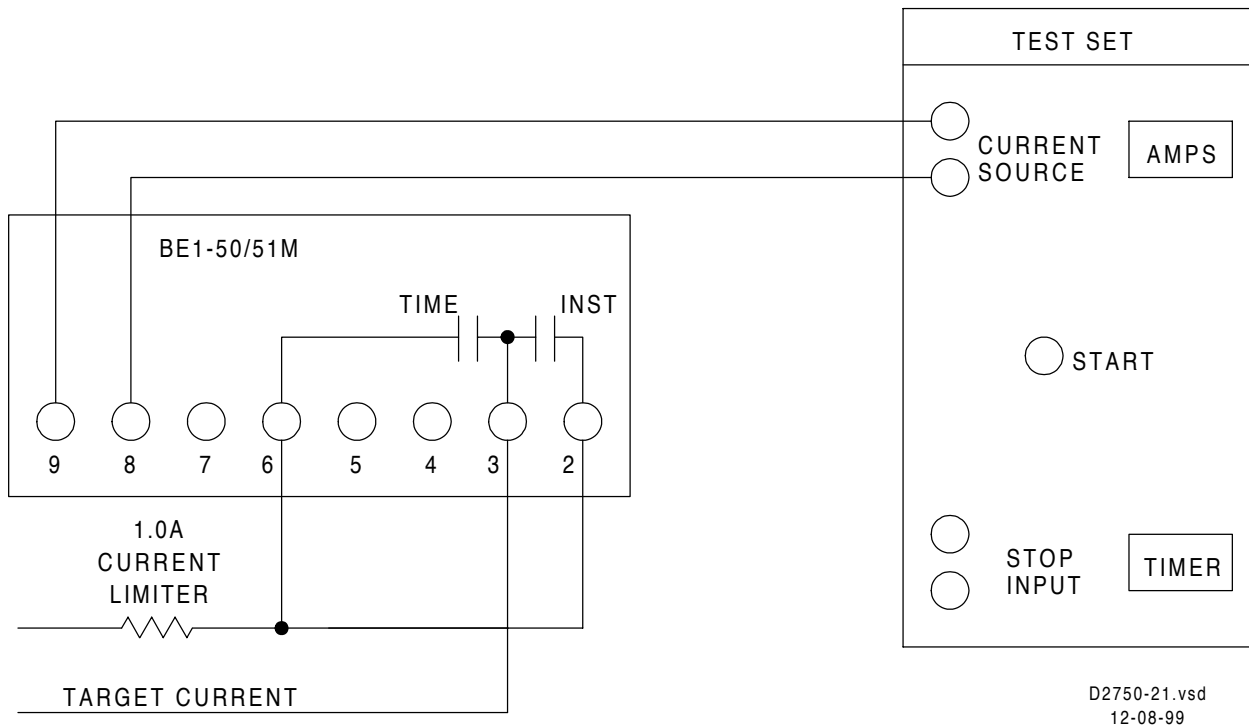 TEST SET
CURRENT
SOURCE
AMPS
BE1-50/51M
TIME
INST
START
9
8
7
6
5
4
3
2
1.0A
CURRENT
LIMITER
STOP
INPUT
TIMER
TARGET CURRENT
D2750-21.vsd
12-08-99